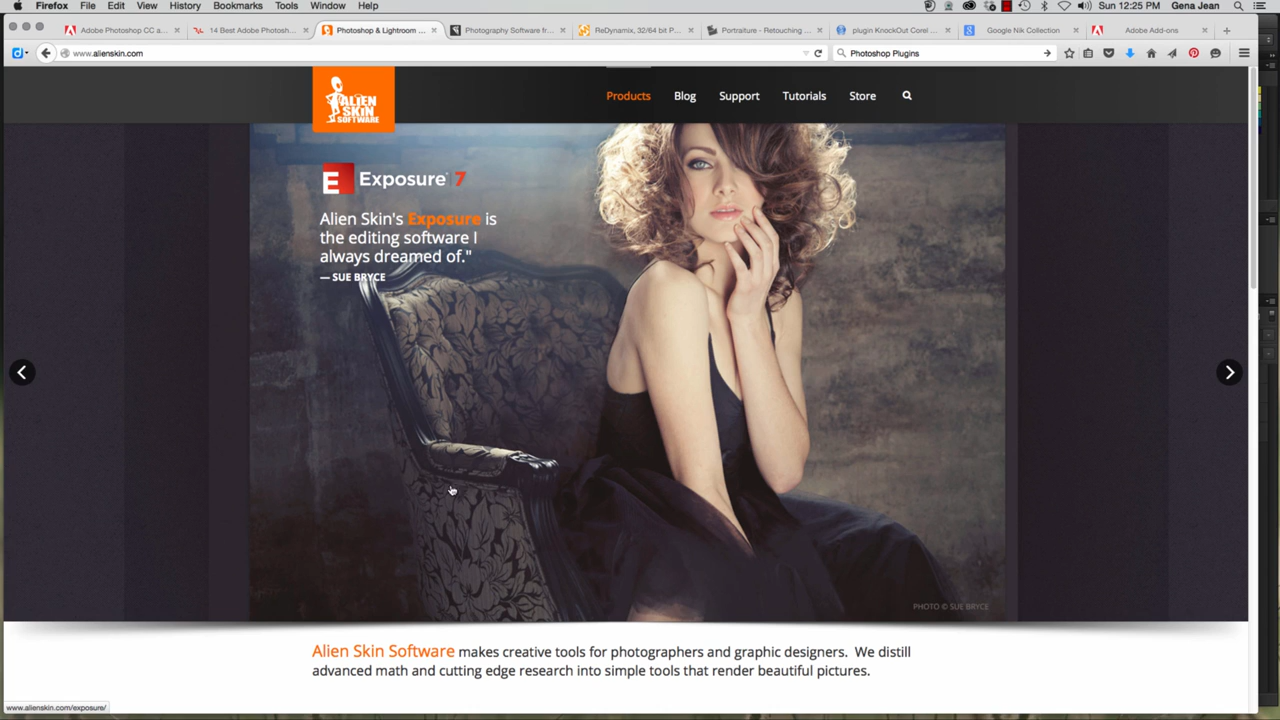 Firefox File Edit View History Bookmarks Tools Window Help Sun 12:25 PM Gena Jean
Adobe Photoshop CC a... 14 Best Adobe Photosh... Photoshop & Lightroom ... Photography Software fr... ReDynamix, 32/64 bit P... Portraiture - Retouching ... plugin KnockOut Corel ... Google Nik Collection Adobe Add-ons
www.alienskin.com Photoshop Plugins
ALIEN SKIN SOFTWARE
Products Blog Support Tutorials Store
E Exposure 7
Alien Skin's Exposure is
the editing software I
always dreamed of."
— SUE BRYCE
PHOTO © SUE BRYCE
Alien Skin Software makes creative tools for photographers and graphic designers. We distill
advanced math and cutting edge research into simple tools that render beautiful pictures.
www.alienskin.com/exposure/